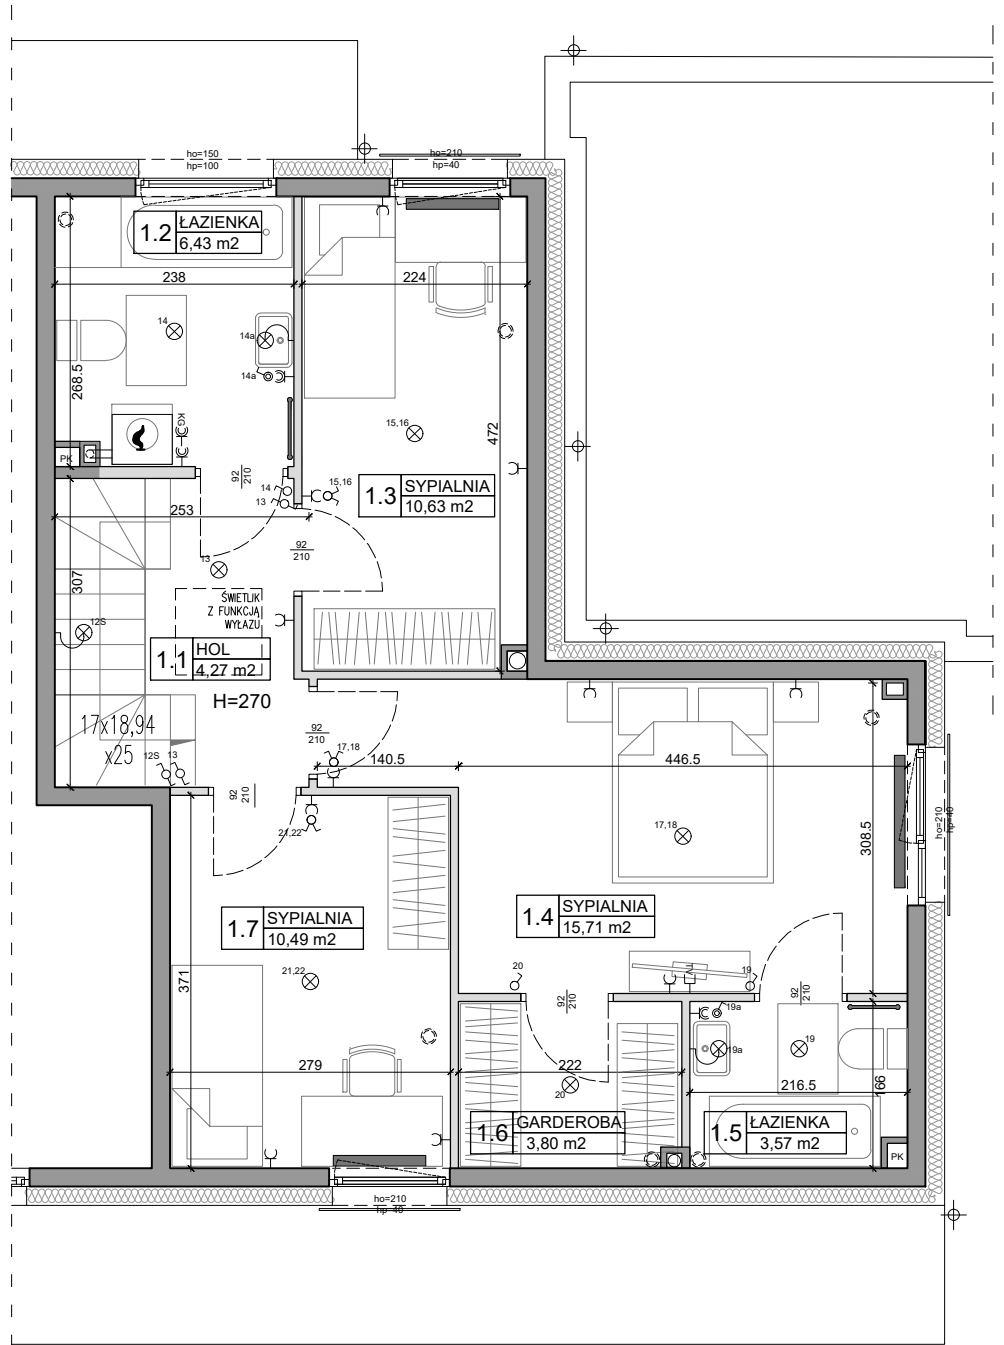 ho=150
hp=100
ho=210
hp=40
1.2 ŁAZIENKA
6,43 m2
238
224
14
14a
14a
268.5
KG
PK
15,16
472
92
210
14
13
15,16
1.3 SYPIALNIA
10,63 m2
253
92
210
13
307
ŚWIETLIK
Z FUNKCJĄ
WYŁAZU
12S
1.1 HOL
4,27 m2
H=270
17x18,94
x25
92
210
17,18
12S
13
140.5
446.5
92
210
21,22
17,18
308.5
ho=210
hp=40
1.7 SYPIALNIA
10,49 m2
1.4 SYPIALNIA
15,71 m2
371
21,22
20
19
92
210
92
210
19a
19a
19
279
222
20
216.5
166
1.6 GARDEROBA
3,80 m2
1.5 ŁAZIENKA
3,57 m2
PK
ho=210
hp=40